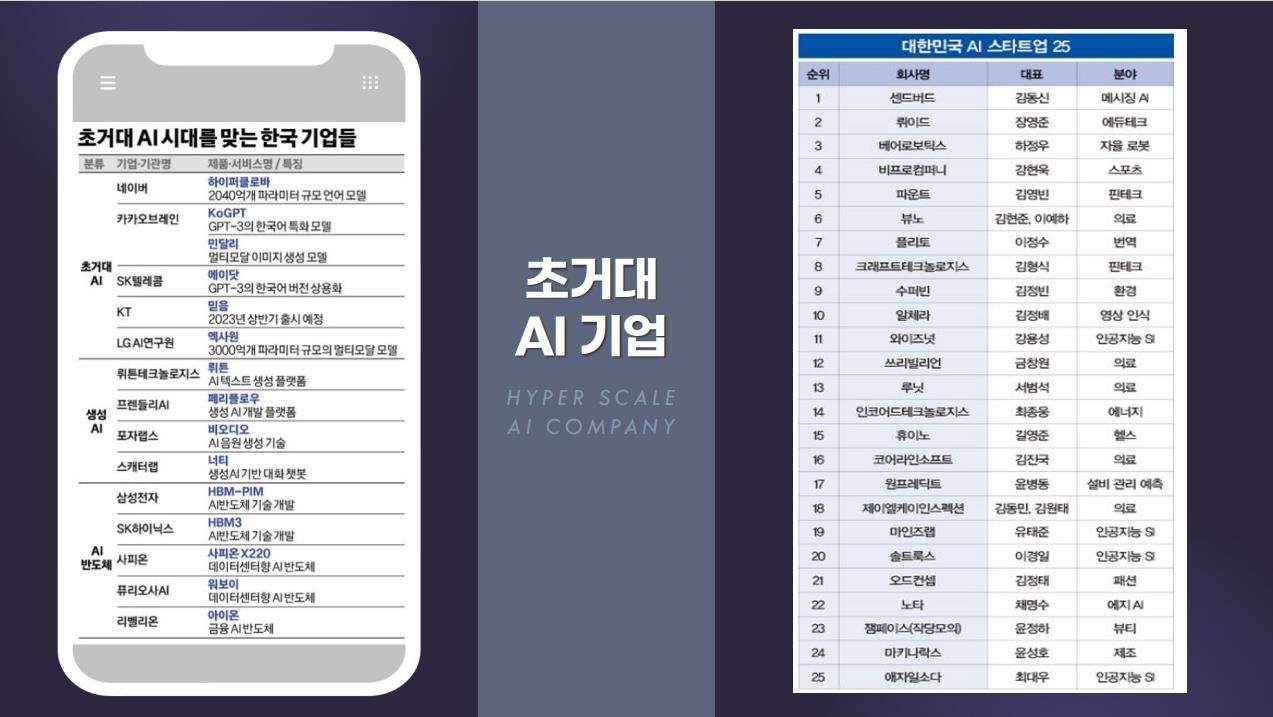 초거대 AI 시대를 맞는 한국 기업들
분류 기업·기관명 제품·서비스명 / 특징
초거대 AI
네이버 하이퍼클로바
2040억개 파라미터 규모 언어 모델
카카오브레인 KoGPT
GPT-3의 한국어 특화 모델
민달리
멀티모달 이미지 생성 모델
SK텔레콤 에이닷
GPT-3의 한국어 버전 상용화
KT 믿음
2023년 상반기 출시 예정
LG AI연구원 엑사원
3000억개 파라미터 규모의 멀티모달 모델
생성 AI
뤼튼테크놀로지스 뤼튼
AI 텍스트 생성 플랫폼
프렌들리AI 페리플로우
생성 AI 개발 플랫폼
포자랩스 비오디오
AI 음원 생성 기술
스캐터랩 너티
생성AI 기반 대화 챗봇
AI 반도체
삼성전자 HBM-PIM
AI반도체 기술 개발
SK하이닉스 HBM3
AI반도체 기술 개발
사피온 사피온 X220
데이터센터향 AI 반도체
퓨리오사AI 워보이
데이터센터향 AI 반도체
리벨리온 아이온
금융 AI 반도체
초거대
AI 기업
HYPER SCALE
AI COMPANY
대한민국 AI 스타트업 25
순위 회사명 대표 분야
1 센드버드 김동신 메시징 AI
2 뤼이드 장영준 에듀테크
3 베어로보틱스 하정우 자율 로봇
4 비프로컴퍼니 강현욱 스포츠
5 파운트 김영빈 핀테크
6 뷰노 김현준, 이예하 의료
7 플리토 이정수 번역
8 크래프트테크놀로지스 김형식 핀테크
9 수퍼빈 김정빈 환경
10 알체라 김정배 영상 인식
11 와이즈넛 강용성 인공지능 SI
12 쓰리빌리언 금창원 의료
13 루닛 서범석 의료
14 인코어드테크놀로지스 최종웅 에너지
15 휴이노 길영준 헬스
16 코어라인소프트 김진국 의료
17 원프레딕트 윤병동 설비 관리 예측
18 제이엘케이인스펙션 김동민, 김원태 의료
19 마인즈랩 유태준 인공지능 SI
20 솔트룩스 이경일 인공지능 SI
21 오드컨셉 김정태 패션
22 노타 채명수 에지 AI
23 잼페이스(작당모의) 윤정하 뷰티
24 마키나락스 윤성호 제조
25 애자일소다 최대우 인공지능 SI